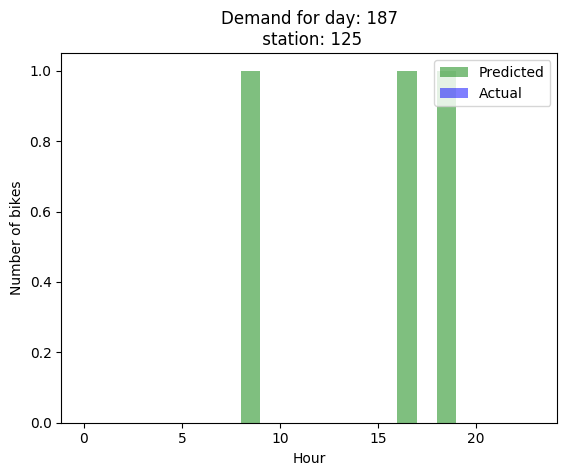 Demand for day: 187
station: 125
Predicted
Actual
1.0
0.8
0.6
0.4
0.2
0.0
Number of bikes
0
5
10
15
20
Hour